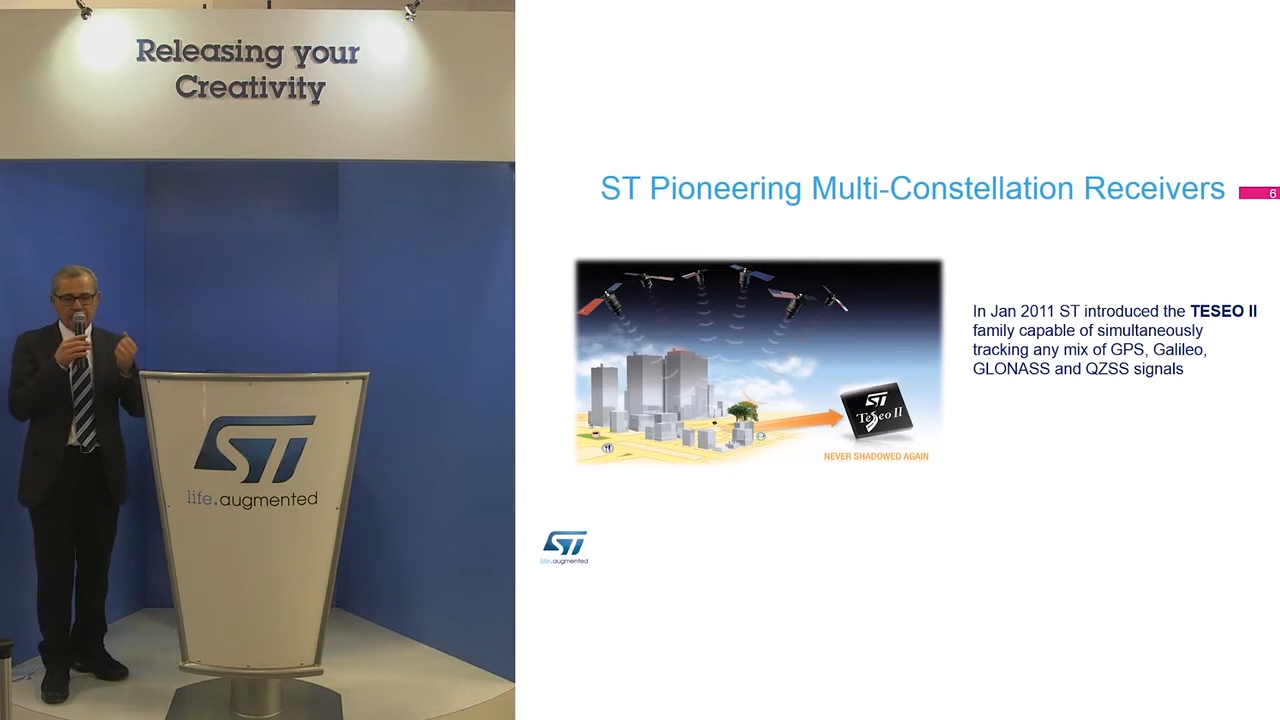 Releasing your
Creativity
ST
life.augmented
ST Pioneering Multi-Constellation Receivers
6
In Jan 2011 ST introduced the TESEO II
family capable of simultaneously
tracking any mix of GPS, Galileo,
GLONASS and QZSS signals
ST
TeSeo II
NEVER SHADOWED AGAIN
ST
life.augmented